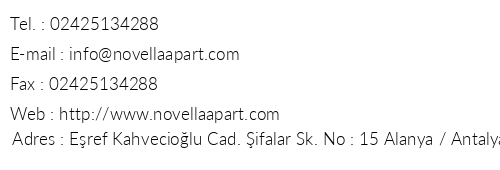 Tel. : 02425134288
E-mail : info@novellaapart.com
Fax : 02425134288
Web : http://www.novellaapart.com
Adres : Eşref Kahvecioğlu Cad. Şifalar Sk. No : 15 Alanya / Antalya